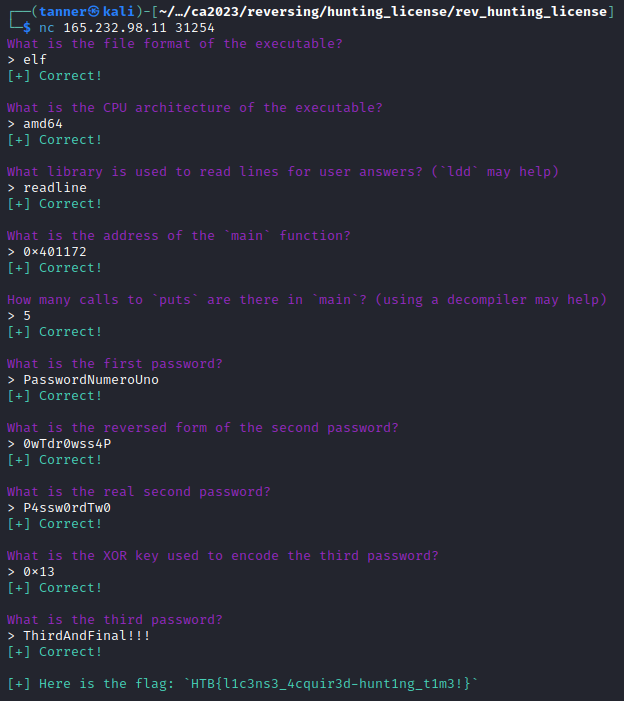 ┌──(tanner㉿kali)-[~/…/ca2023/reversing/hunting_license/rev_hunting_license]
└─$ nc 165.232.98.11 31254
What is the file format of the executable?
> elf
[+] Correct!
What is the CPU architecture of the executable?
> amd64
[+] Correct!
What library is used to read lines for user answers? (`ldd` may help)
> readline
[+] Correct!
What is the address of the `main` function?
> 0×401172
[+] Correct!
How many calls to `puts` are there in `main`? (using a decompiler may help)
> 5
[+] Correct!
What is the first password?
> PasswordNumeroUno
[+] Correct!
What is the reversed form of the second password?
> 0wTdr0wss4P
[+] Correct!
What is the real second password?
> P4ssw0rdTw0
[+] Correct!
What is the XOR key used to encode the third password?
> 0×13
[+] Correct!
What is the third password?
> ThirdAndFinal!!!
[+] Correct!
[+] Here is the flag: `HTB{l1c3ns3_4cquir3d-hunt1ng_t1m3!}`